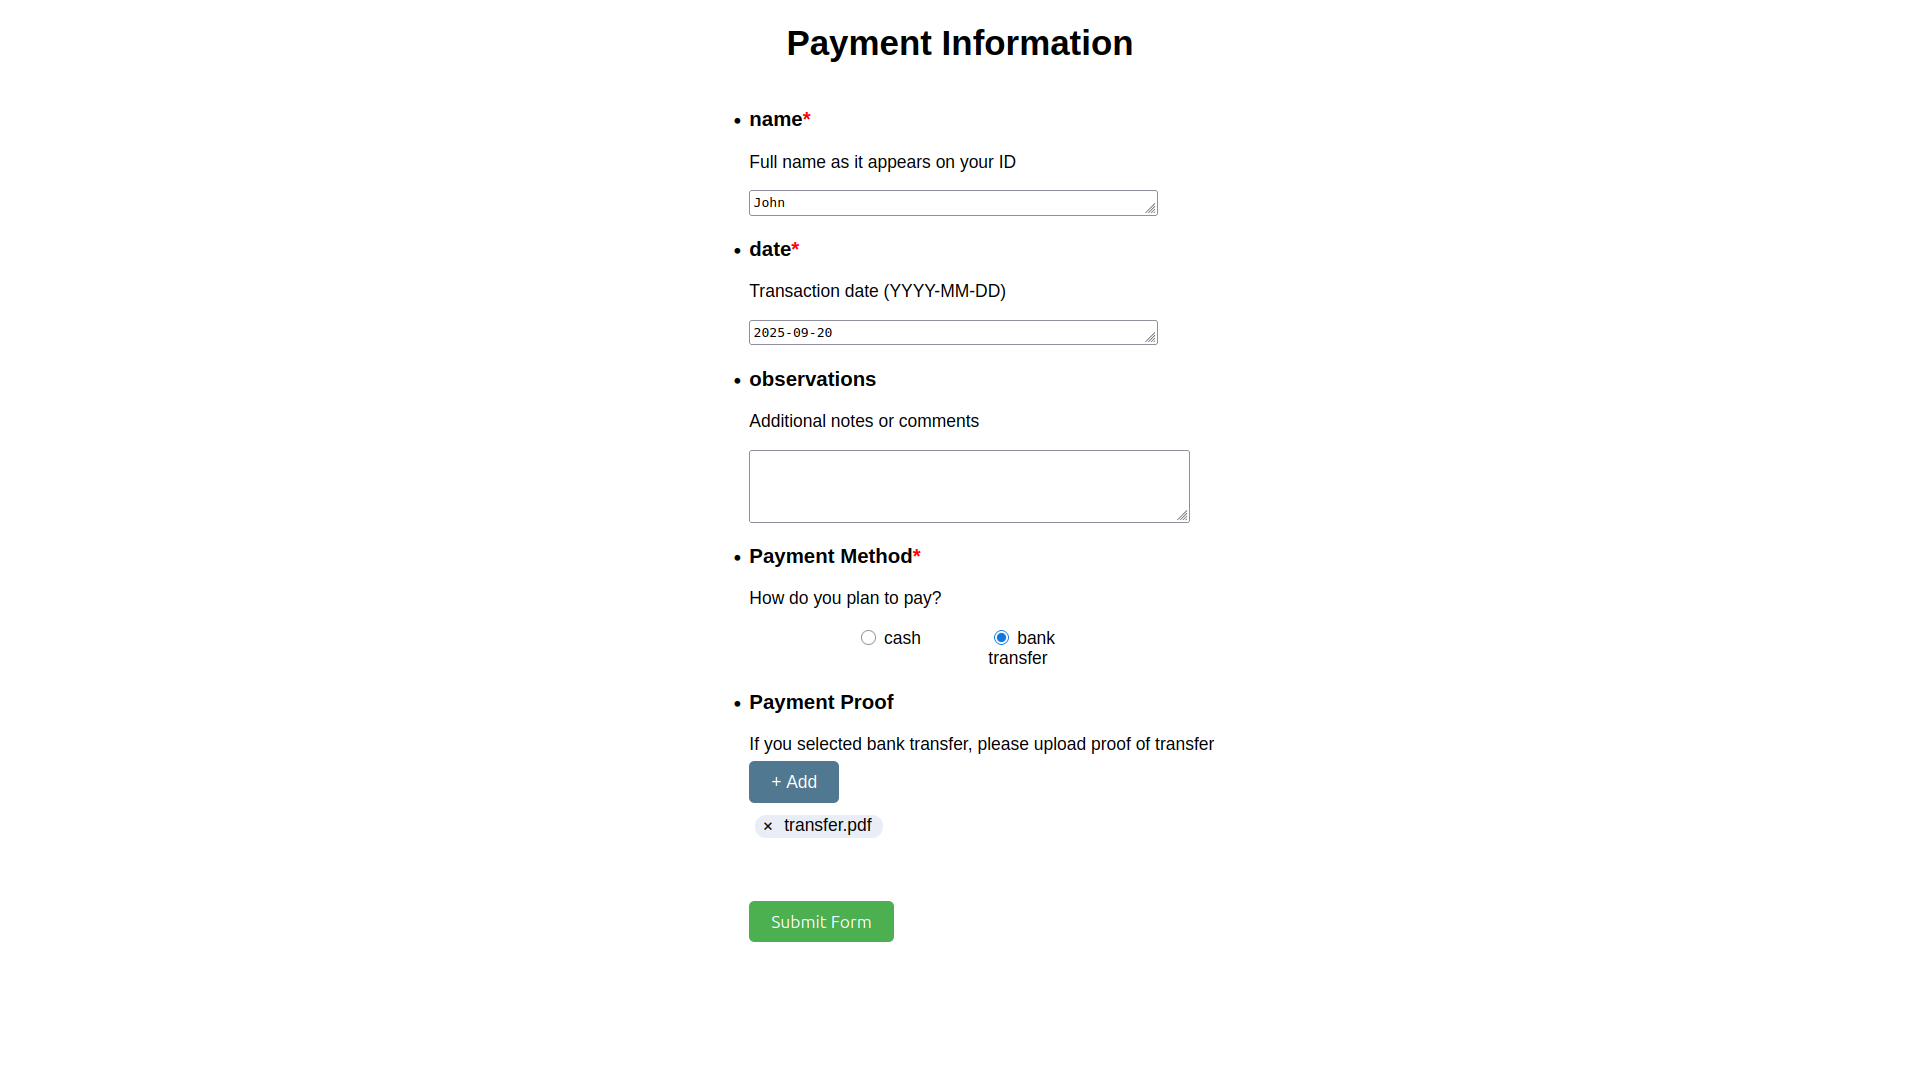 Payment Information
• name*
Full name as it appears on your ID
John
• date*
Transaction date (YYYY-MM-DD)
2025-09-20
• observations
Additional notes or comments
• Payment Method*
How do you plan to pay?
cash bank
transfer
• Payment Proof
If you selected bank transfer, please upload proof of transfer
+ Add
× transfer.pdf
Submit Form